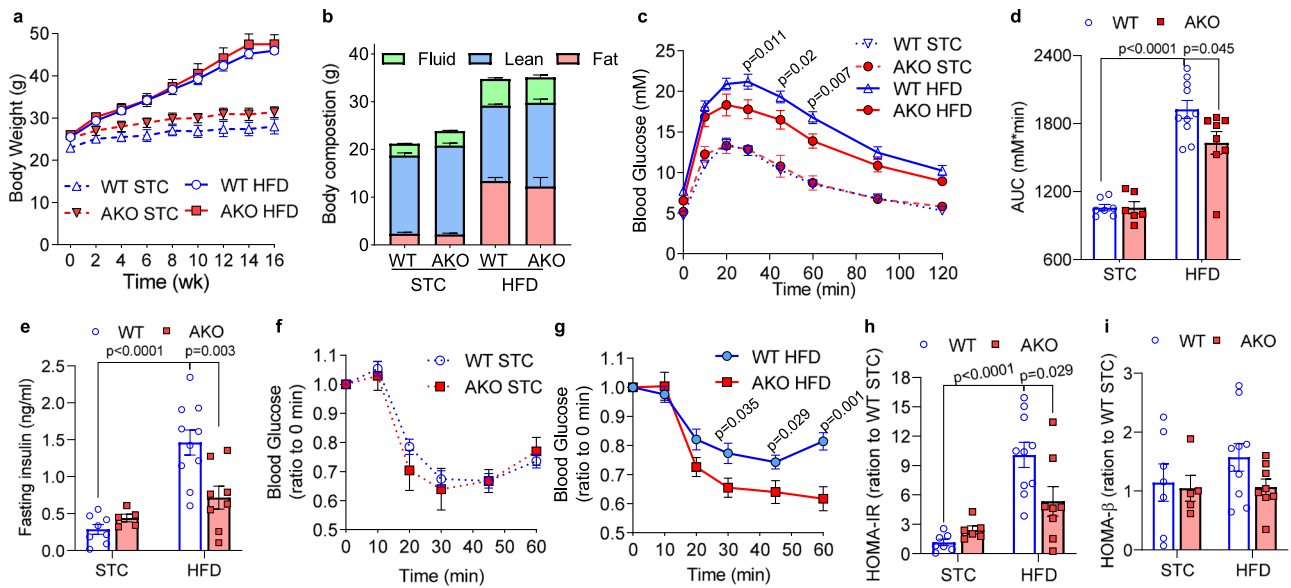 a
Body Weight (g)
50
40
30
20
10
0
WT STC
WT HFD
AKO STC
AKO HFD
0 2 4 6 8 10 12 14 16
Time (wk)
b
Body compostion (g)
40
30
20
10
0
Fluid Lean Fat
WT AKO WT AKO
STC HFD
c
Blood Glucose (mM)
25
20
15
10
5
0
p=0.011
p=0.02
p=0.007
WT STC
AKO STC
WT HFD
AKO HFD
0 20 40 60 80 100 120
Time (min)
d
WT AKO
p<0.0001 p=0.045
AUC (mM*min)
2400
1800
1200
600
STC HFD
e
WT AKO
p<0.0001 p=0.003
Fasting insulin (ng/ml)
2.5
2.0
1.5
1.0
0.5
0.0
STC HFD
f
Blood Glucose
(ratio to 0 min)
1.1
1.0
0.9
0.8
0.7
0.6
0.5
WT STC
AKO STC
0 10 20 30 40 50 60
Time (min)
g
Blood Glucose
(ratio to 0 min)
1.1
1.0
0.9
0.8
0.7
0.6
0.5
WT HFD
AKO HFD
p=0.035
p=0.029
p=0.001
0 10 20 30 40 50 60
Time (min)
h
WT AKO
p<0.0001 p=0.029
HOMA-IR (ration to WT STC)
18
15
12
9
6
3
0
STC HFD
i
WT AKO
HOMA-β (ration to WT STC)
3
2
1
0
STC HFD